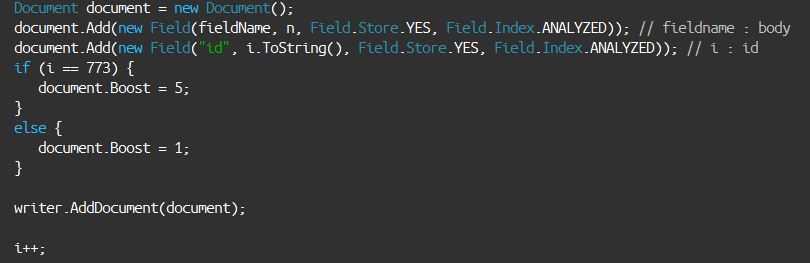 Document document = new Document();
document.Add(new Field(fieldName, n, Field.Store.YES, Field.Index.ANALYZED)); // fieldname : body
document.Add(new Field("id", i.ToString(), Field.Store.YES, Field.Index.ANALYZED)); // i : id
if (i == 773) {
   document.Boost = 5;
}
else {
   document.Boost = 1;
}

writer.AddDocument(document);

i++;